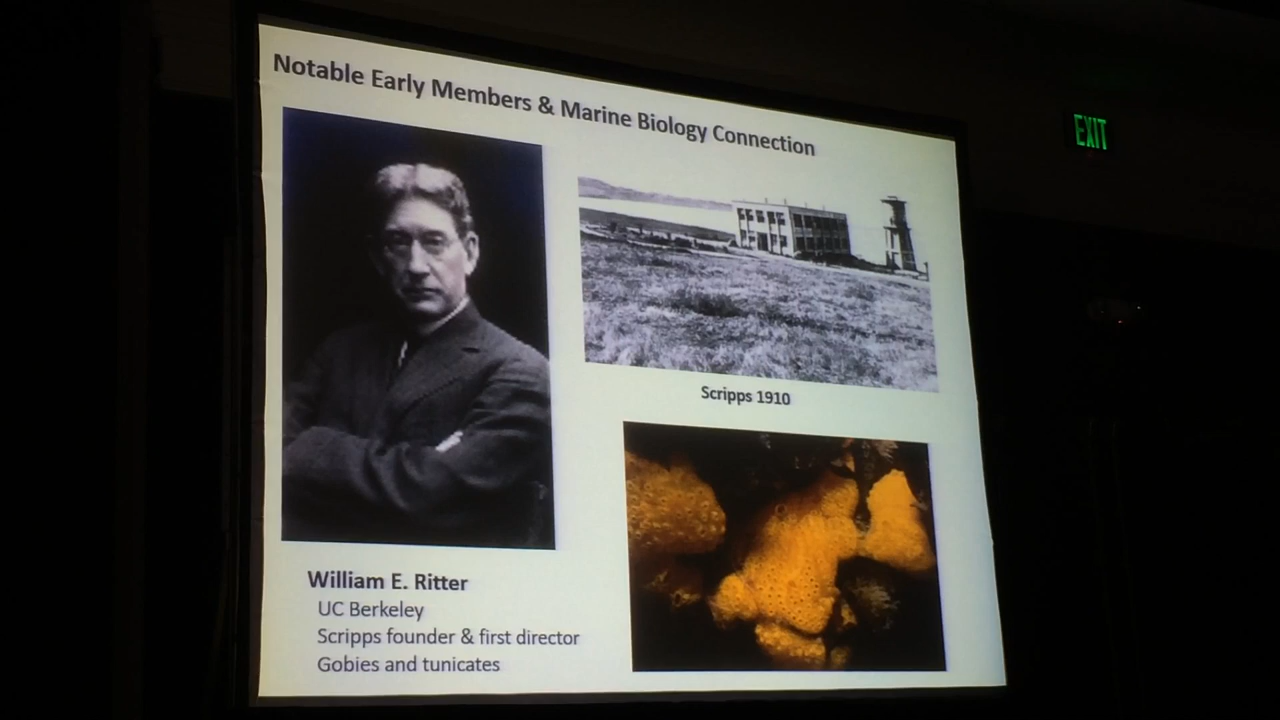 Notable Early Members & Marine Biology Connection
EXIT
Scripps 1910
William E. Ritter
UC Berkeley
Scripps founder & first director
Gobies and tunicates